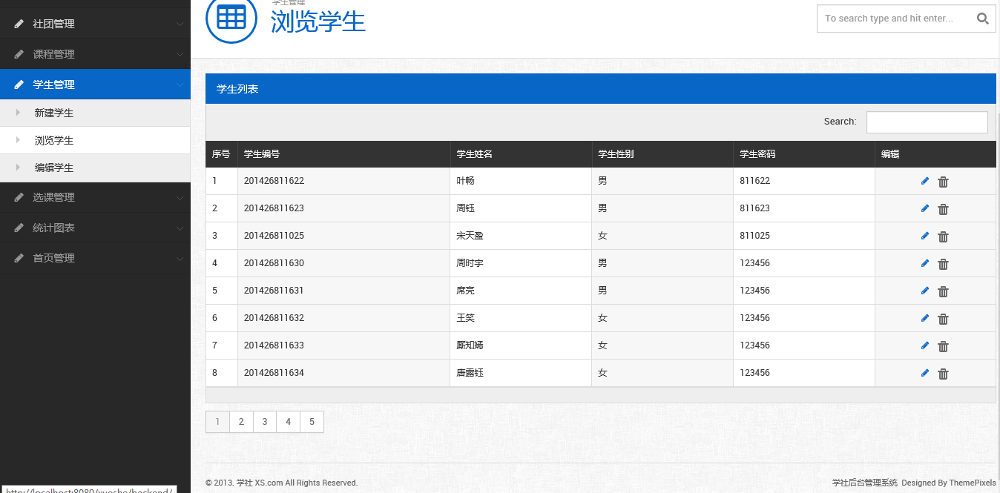 社团管理
课程管理
学生管理
新建学生
浏览学生
编辑学生
选课管理
统计图表
首页管理
学生管理
浏览学生
To search type and hit enter...
学生列表
Search:
序号 学生编号 学生姓名 学生性别 学生密码 编辑
1 201426811622 叶畅 男 811622
2 201426811623 周钰 男 811623
3 201426811025 宋天盈 女 811025
4 201426811630 周时宇 男 123456
5 201426811631 席亮 男 123456
6 201426811632 王笑 女 123456
7 201426811633 知嫣 女 123456
8 201426811634 唐露钰 女 123456
1 2 3 4 5
© 2013. 学社 XS.com All Rights Reserved.
学社后台管理系统 Designed By ThemePixels
http://localhost:8080/xueshe/backend/